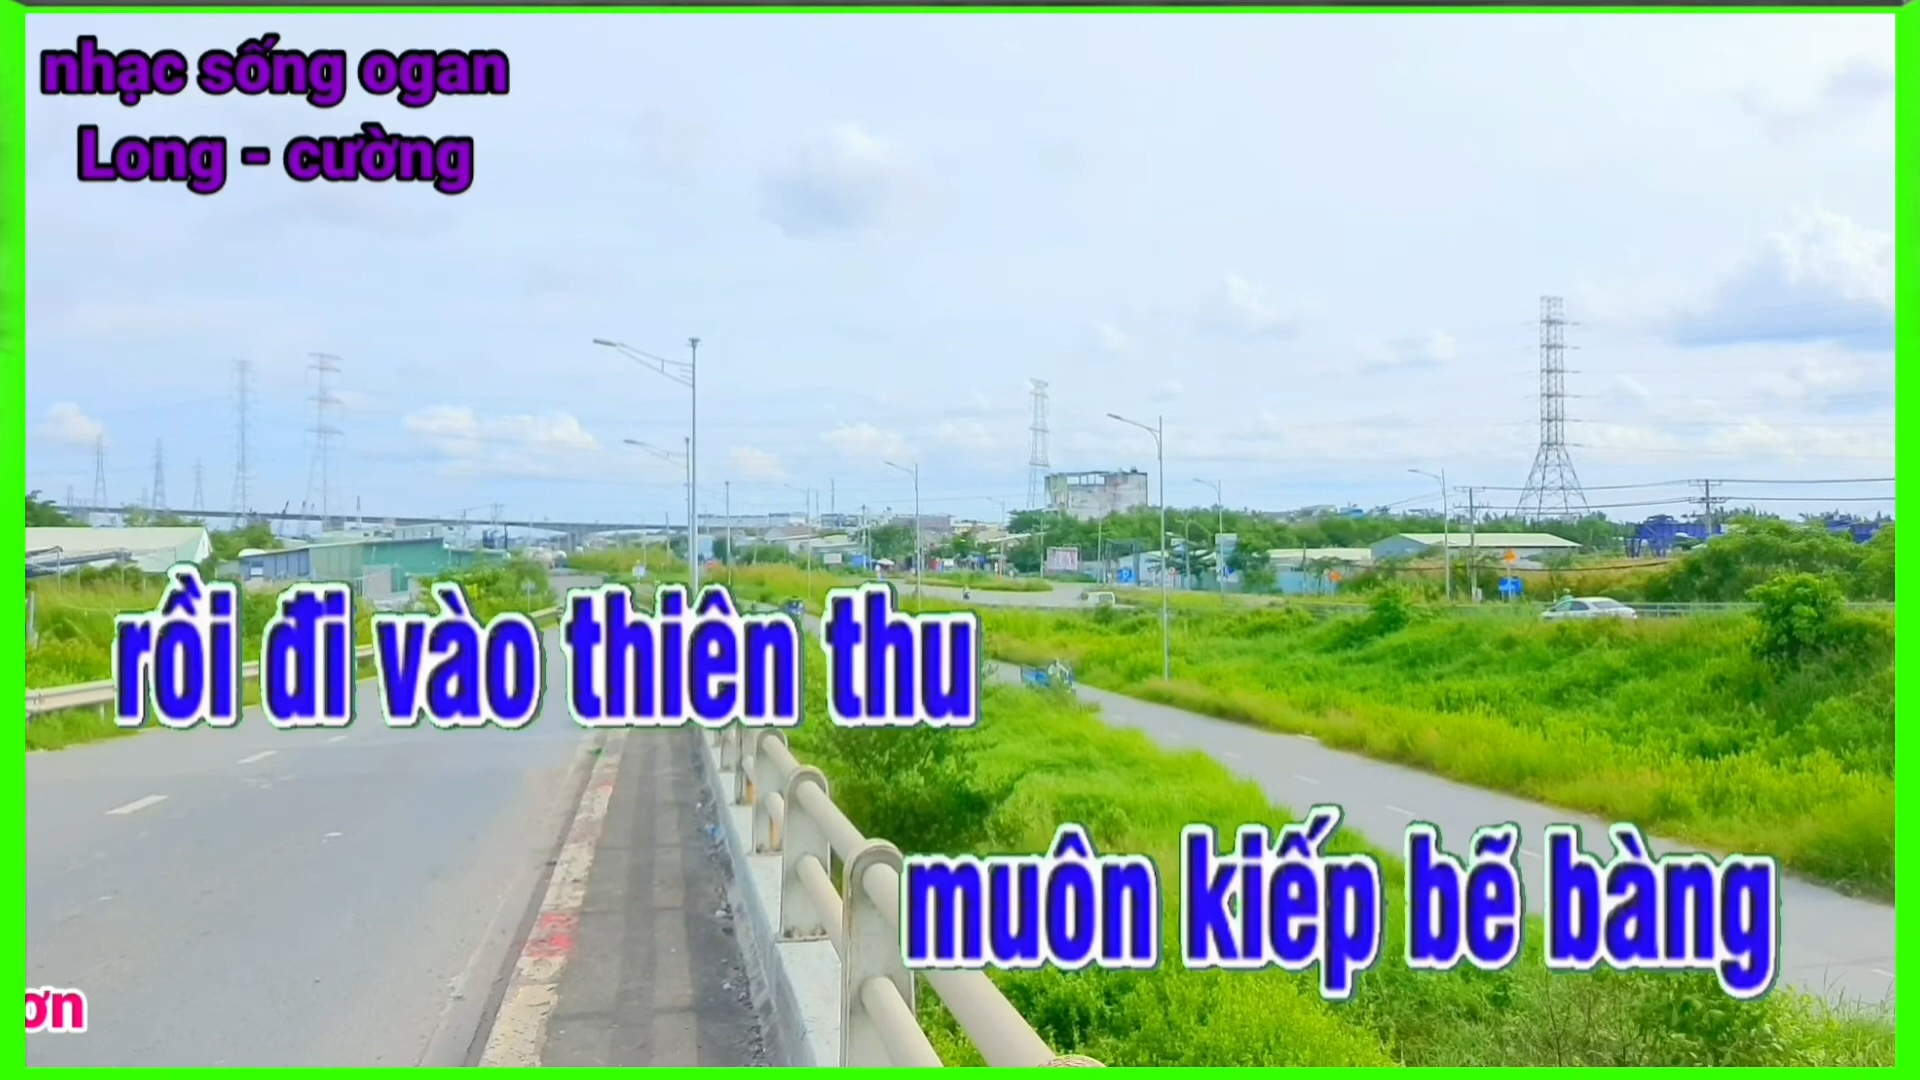 nhạc sống ogan
Long - cường
rồi đi vào thiên thu
muôn kiếp bẽ bàng
ơn